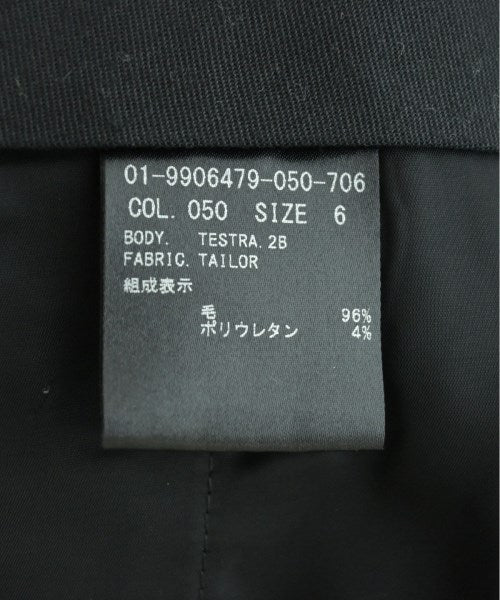 01-9906479-050-706
COL. 050 SIZE 6
BODY. TESTRA. 2B
FABRIC. TAILOR
組成表示
毛 96%
ポリウレタン 4%